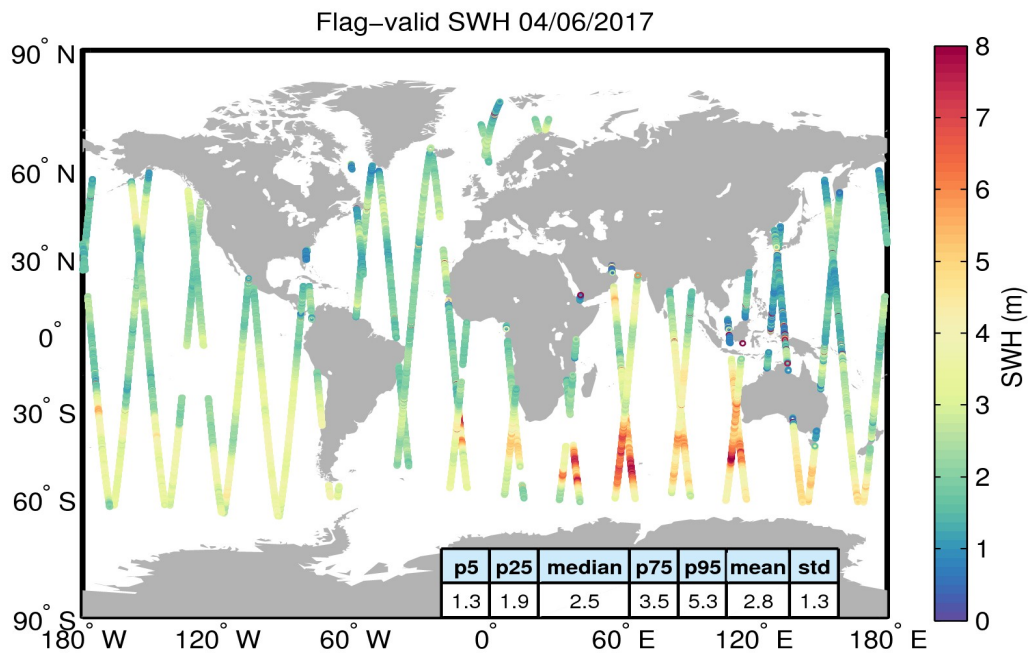 Flag−valid SWH 04/06/2017
90° N
60° N
30° N
0°
30° S
60° S
90° S
180° W
120° W
60° W
0°
60° E
120° E
180° E
8
7
6
5
4
3
2
1
0
SWH (m)
p5 p25 median p75 p95 mean std
1.3 1.9 2.5 3.5 5.3 2.8 1.3